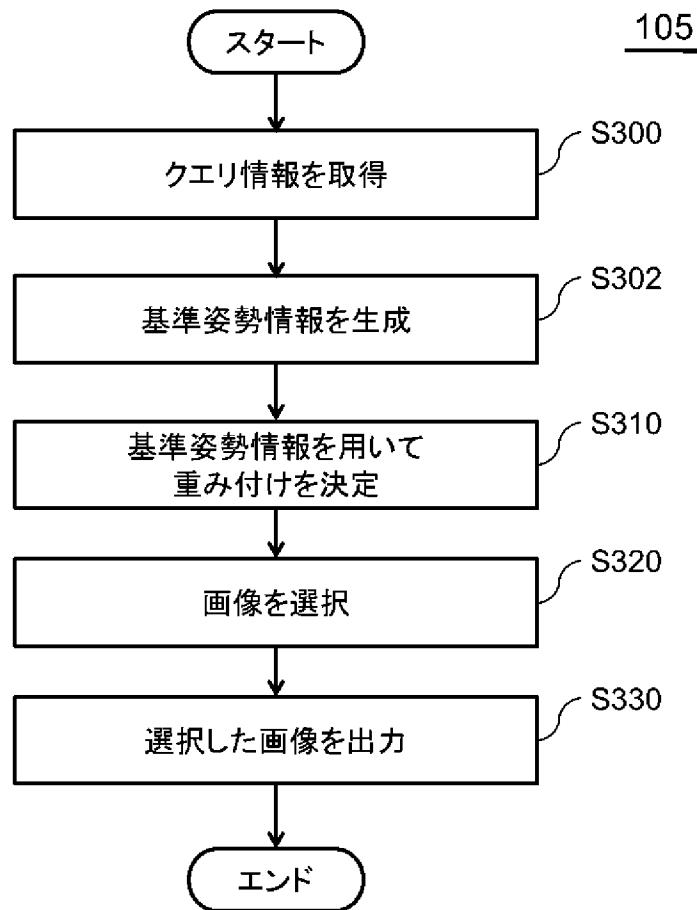 105
スタート
S300
クエリ情報を取得
S302
基準姿勢情報を生成
S310
基準姿勢情報を用いて
重み付けを決定
S320
画像を選択
S330
選択した画像を出力
エンド